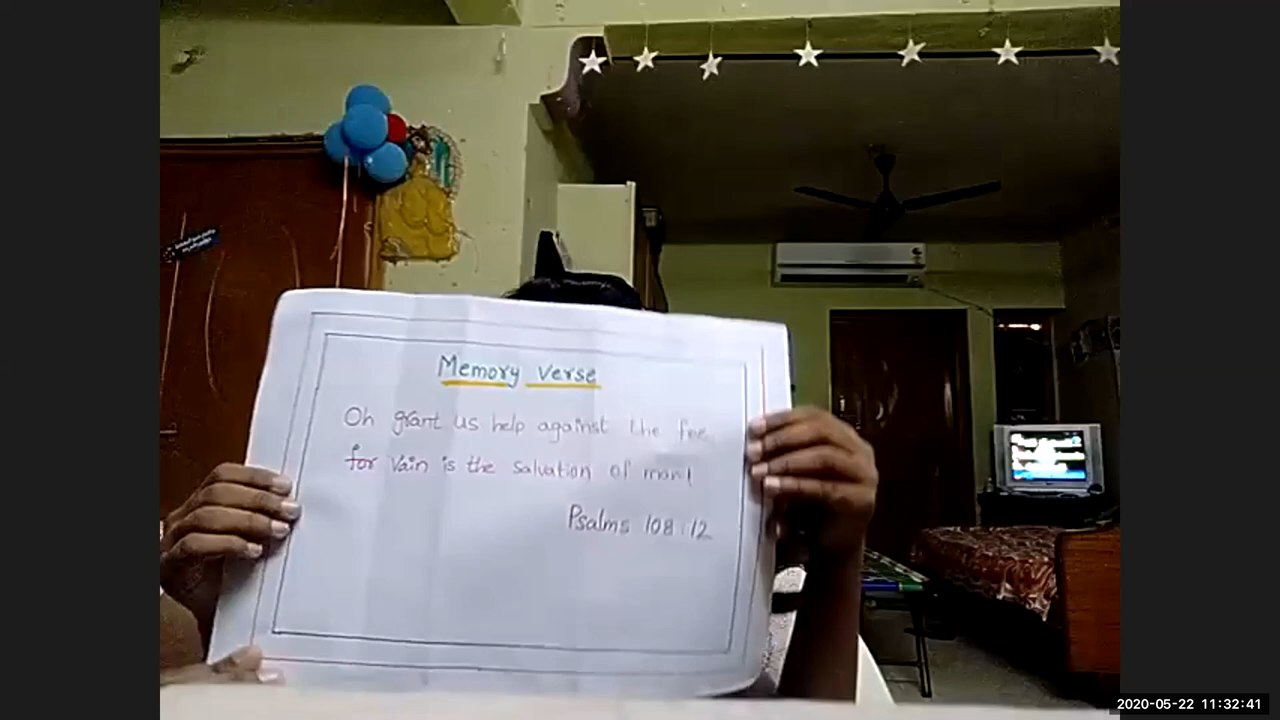 Memory Verse
Oh grant us help against the foe,
for Vain is the salvation of man!
Psalms 108:12
2020-05-22 11:32:41